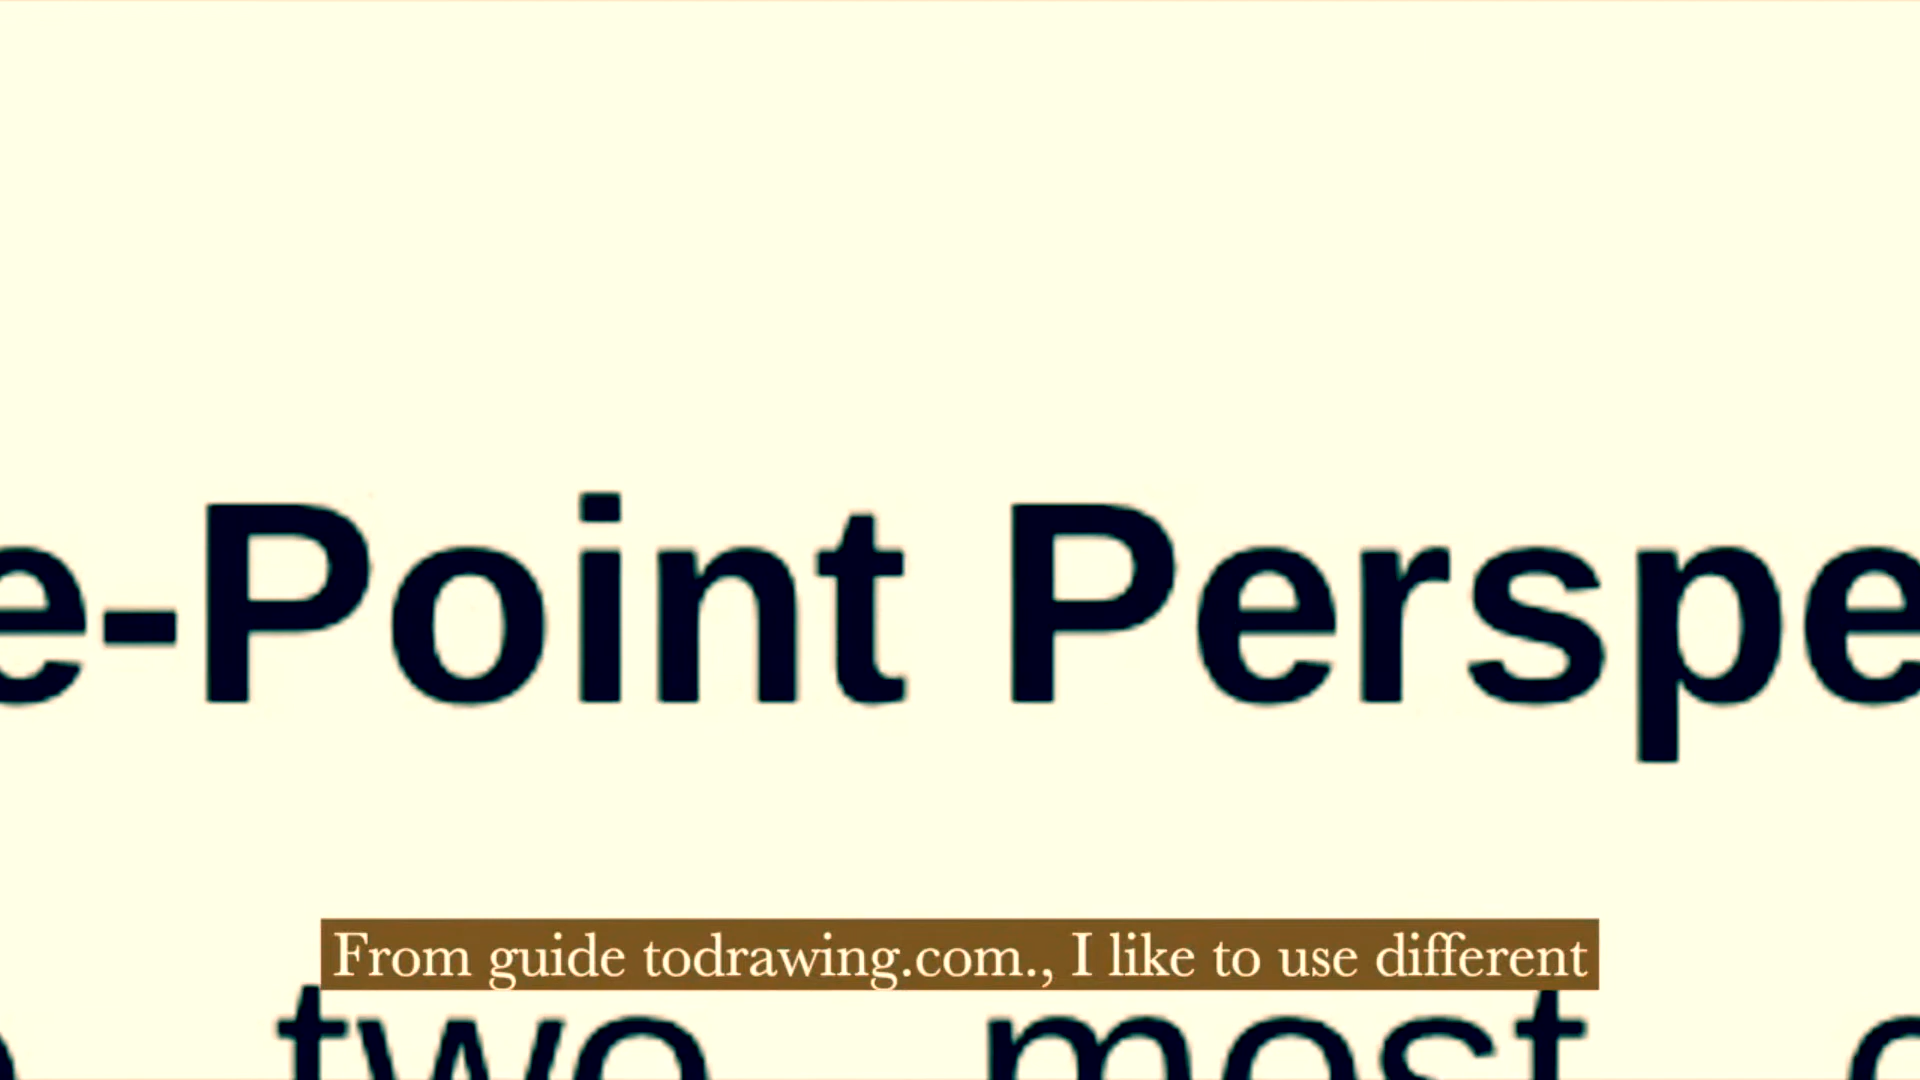 e-Point Perspe
From guide todrawing.com., I like to use different
two most